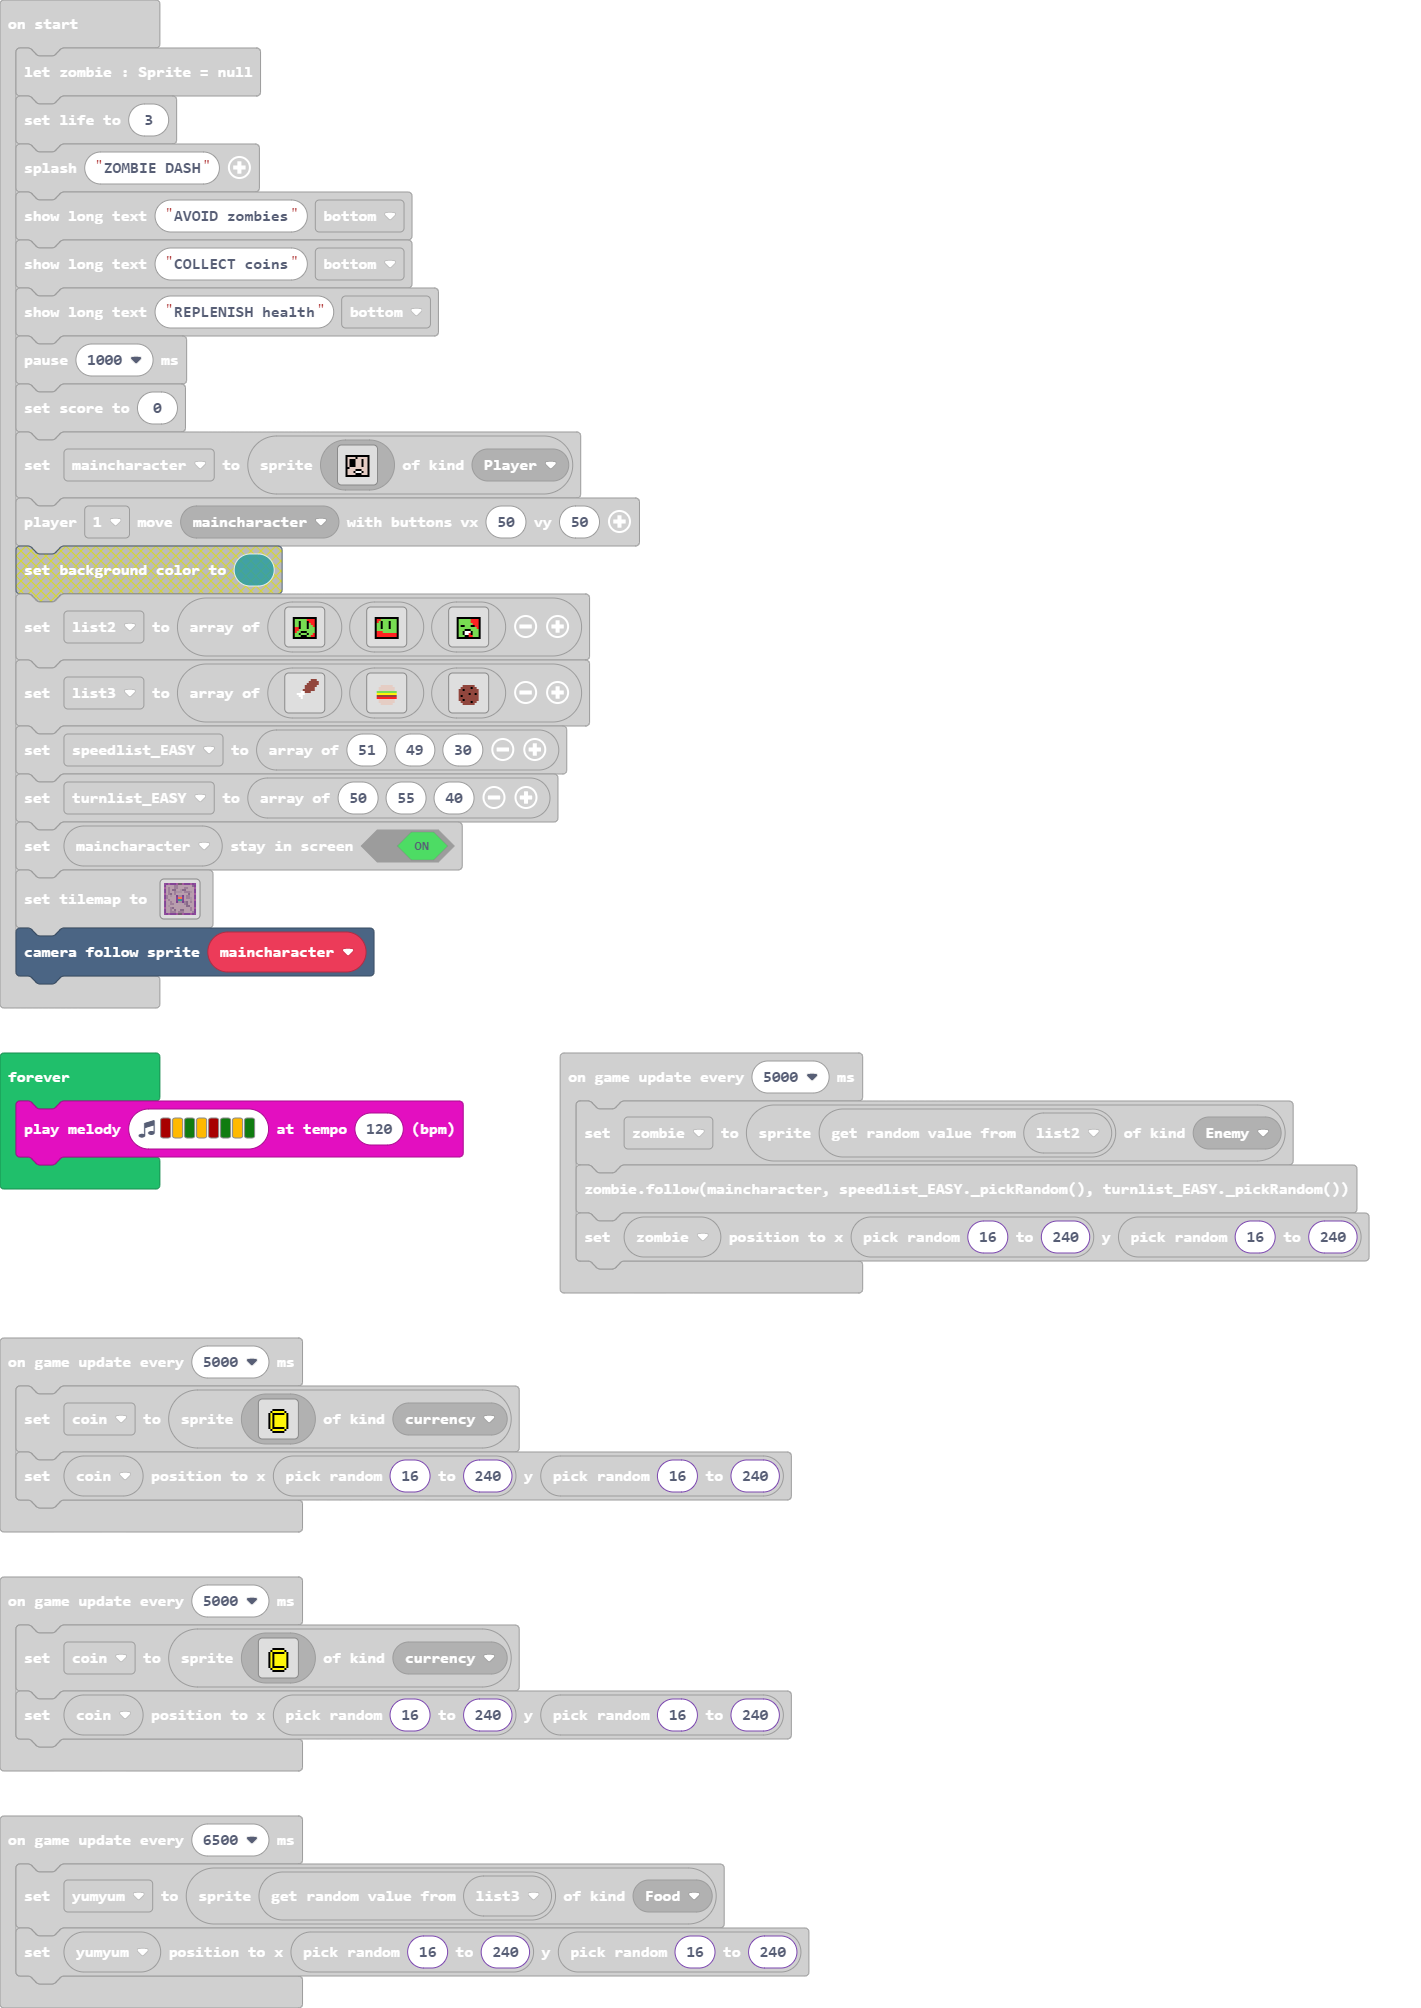 on start
let zombie : Sprite = null
set life to 3
splash "ZOMBIE DASH"
show long text "AVOID zombies" bottom
show long text "COLLECT coins" bottom
show long text "REPLENISH health" bottom
pause 1000 ms
set score to 0
set maincharacter to sprite of kind Player
player 1 move maincharacter with buttons vx 50 vy 50
set background color to
set list2 to array of
set list3 to array of
set speedlist_EASY to array of 51 49 30
set turnlist_EASY to array of 50 55 40
set maincharacter stay in screen ON
set tilemap to
camera follow sprite maincharacter
forever
play melody at tempo 120 (bpm)
on game update every 5000 ms
set zombie to sprite get random value from list2 of kind Enemy
zombie.follow(maincharacter, speedlist_EASY._pickRandom(), turnlist_EASY._pickRandom())
set zombie position to x pick random 16 to 240 y pick random 16 to 240
on game update every 5000 ms
set coin to sprite of kind currency
set coin position to x pick random 16 to 240 y pick random 16 to 240
on game update every 5000 ms
set coin to sprite of kind currency
set coin position to x pick random 16 to 240 y pick random 16 to 240
on game update every 6500 ms
set yumyum to sprite get random value from list3 of kind Food
set yumyum position to x pick random 16 to 240 y pick random 16 to 240